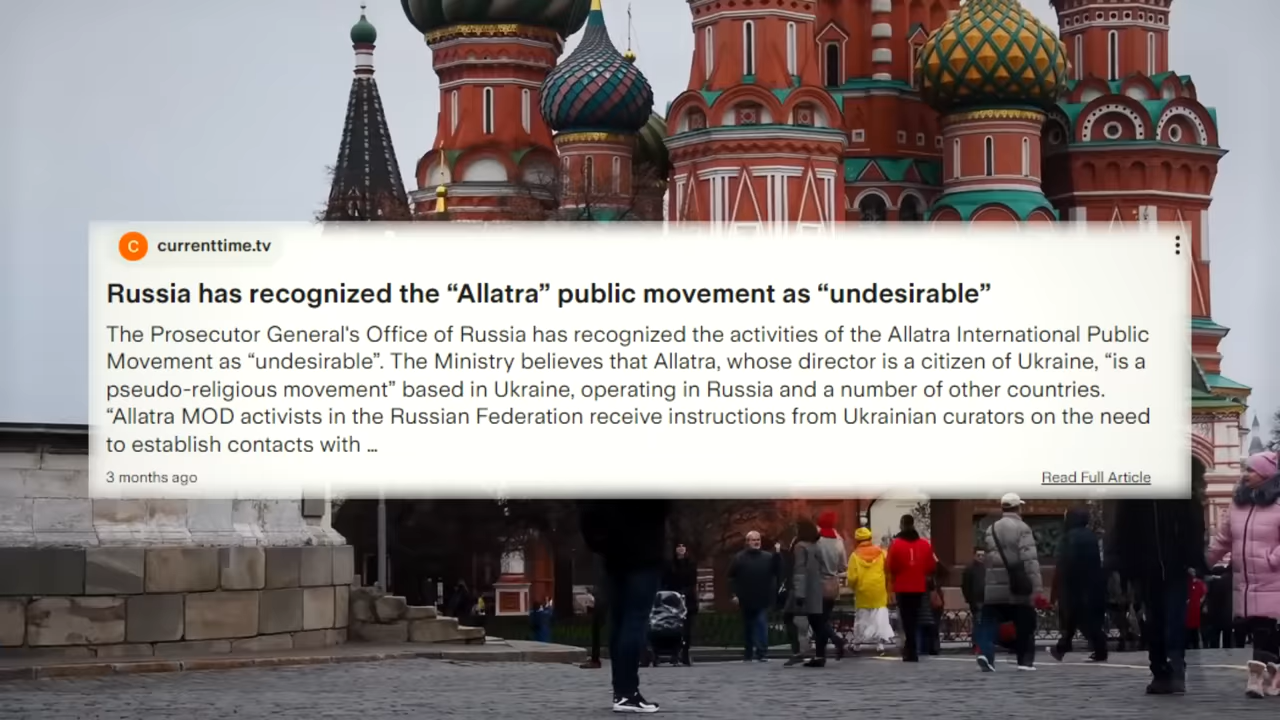 C currenttime.tv
Russia has recognized the “Allatra” public movement as “undesirable”
The Prosecutor General's Office of Russia has recognized the activities of the Allatra International Public
Movement as “undesirable”. The Ministry believes that Allatra, whose director is a citizen of Ukraine, “is a
pseudo-religious movement” based in Ukraine, operating in Russia and a number of other countries.
“Allatra MOD activists in the Russian Federation receive instructions from Ukrainian curators on the need
to establish contacts with ...
3 months ago
Read Full Article